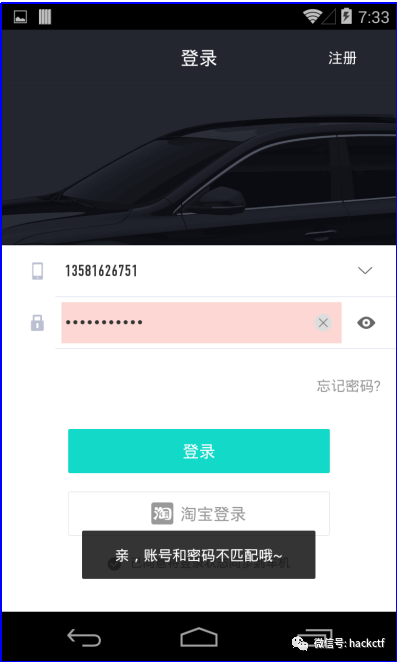 7:33
登录
注册
13581626751
忘记密码?
登录
淘 淘宝登录
亲，账号和密码不匹配哦~
微信号: hackctf